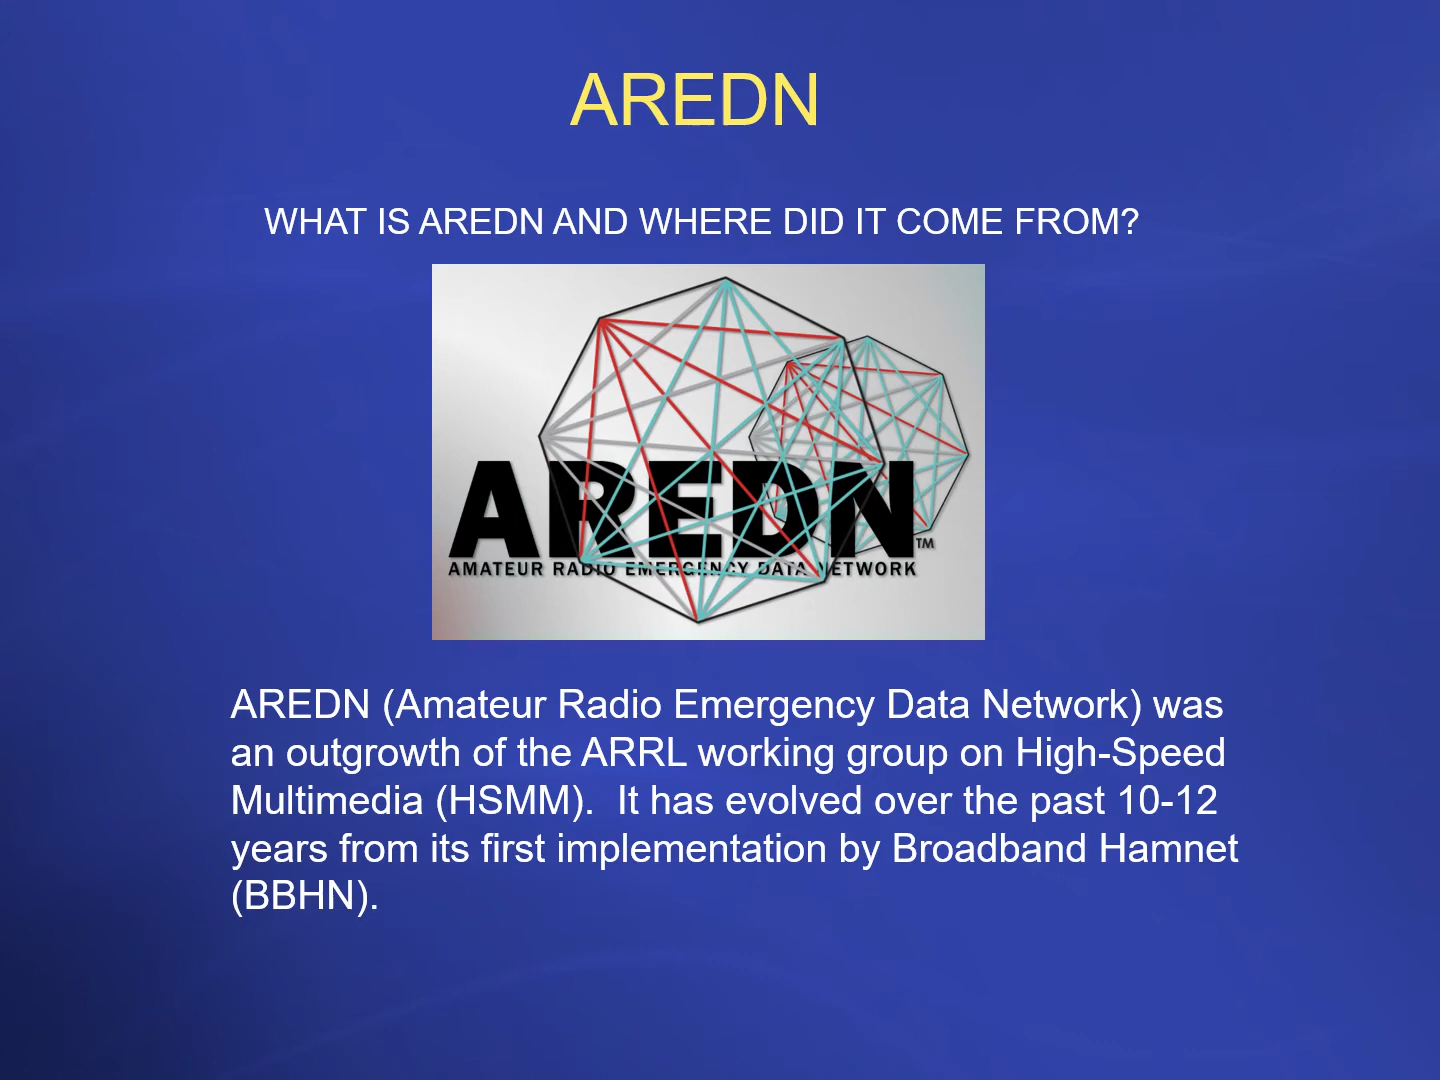 AREDN
WHAT IS AREDN AND WHERE DID IT COME FROM?
AREDN™
AMATEUR RADIO EMERGENCY DATA NETWORK
AREDN (Amateur Radio Emergency Data Network) was
an outgrowth of the ARRL working group on High-Speed
Multimedia (HSMM).  It has evolved over the past 10-12
years from its first implementation by Broadband Hamnet
(BBHN).